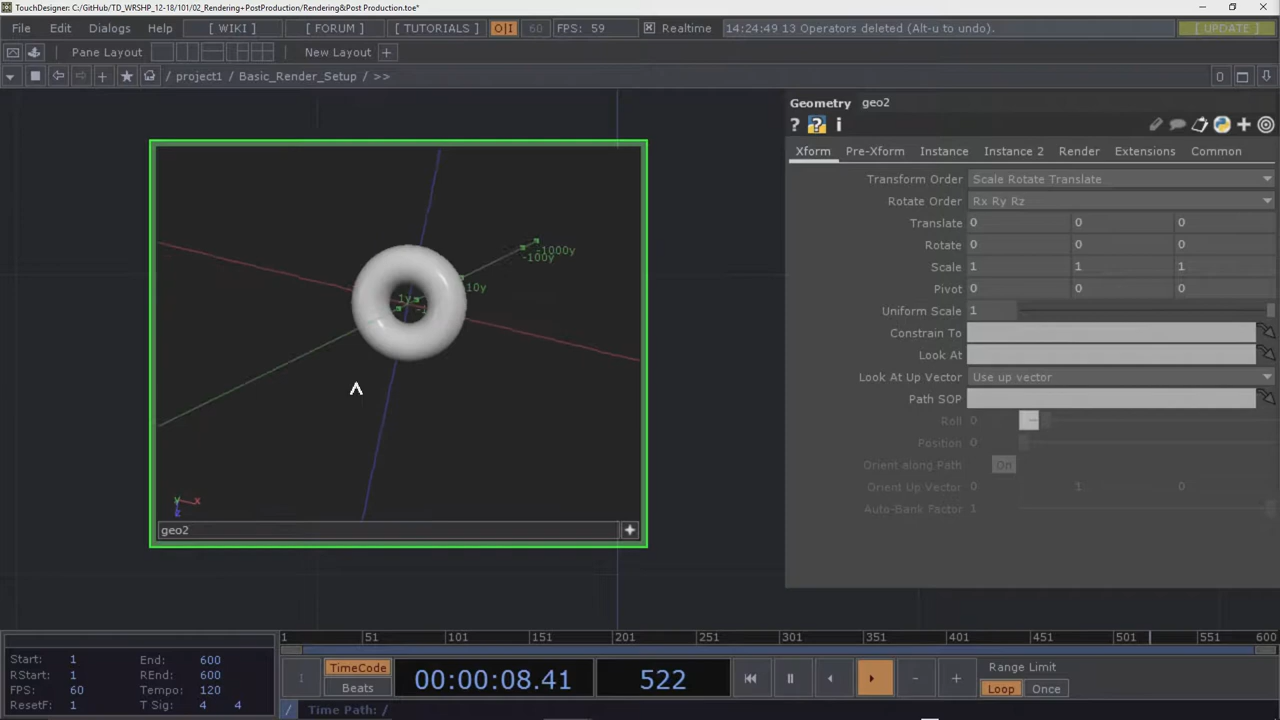 TouchDesigner: C:/GitHub/TD_WRSHP_12-18/101/02_Rendering+PostProduction/Rendering&Post Production.toe*
File Edit Dialogs [ WIKI ] [ FORUM ] [ TUTORIALS ] O|I 60 FPS: 59 Realtime 14:24:49 13 Operators deleted (Alt-u to undo). [ UPDATE ]
Pane Layout New Layout +
/ project1 / Basic_Render_Setup / >> 0
Geometry geo2
? ? i
Xform Pre-Xform Instance Instance 2 Render Extensions Common
Transform Order Scale Rotate Translate
Rotate Order Rx Ry Rz
Translate 0 0 0
Rotate 0 0 0
Scale 1 1 1
Pivot 0 0 0
Uniform Scale 1
Constrain To
Look At
Look At Up Vector Use up vector
Path SOP
Roll 0
Position 0
Orient along Path On
Orient Up Vector 0 1 0
Auto-Bank Factor 1
-1000y
-100y
10y
1y
-1
y x
z
geo2
1 51 101 151 201 251 301 351 401 451 501 551 600
Start: 1 End: 600
RStart: 1 REnd: 600
FPS: 60 Tempo: 120
ResetF: 1 T Sig: 4 4
1 TimeCode 00:00:08.41 522 - + Range Limit
Beats Loop Once
/ Time Path: /